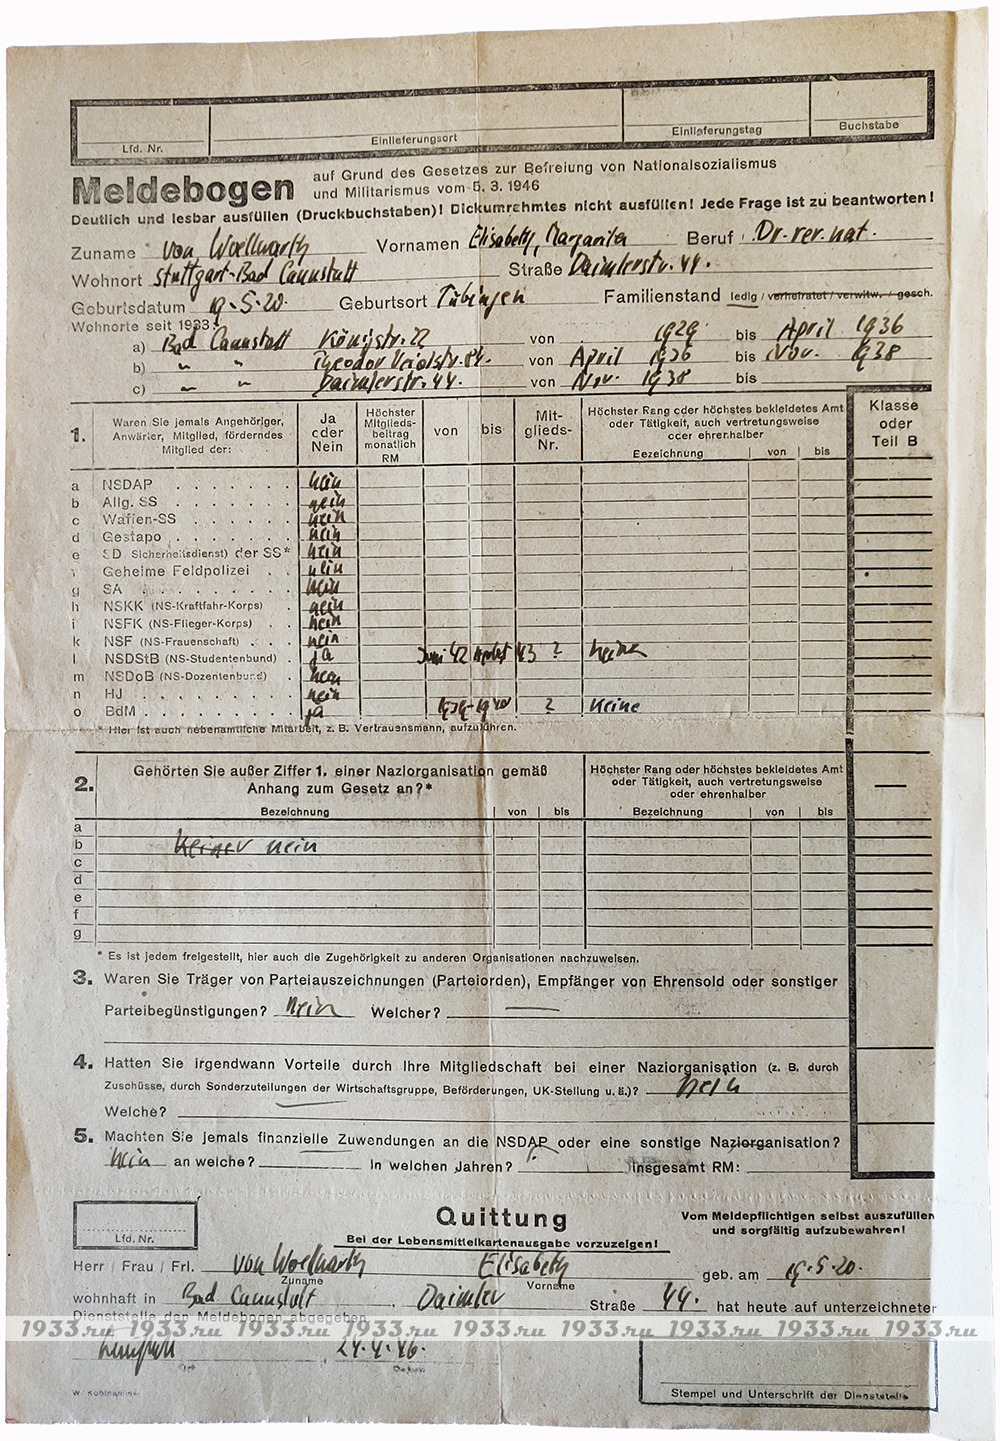 Lfd. Nr. Einlieferungsort Einlieferungstag Buchstabe
Meldebogen auf Grund des Gesetzes zur Befreiung von Nationalsozialismus
und Militarismus vom 5. 3. 1946
Deutlich und lesbar ausfüllen (Druckbuchstaben)! Dickumrehmtes nicht ausfüllen! Jede Frage ist zu beantworten!
Zuname von Woellwarth Vornamen Elisabeth, Margarita Beruf Dr. rer. nat.
Wohnort Stuttgart-Bad Cannstatt Straße Daimlerstr. 44.
Geburtsdatum 19.5.20. Geburtsort Tübingen Familienstand ledig / verheiratet / verwitw. / gesch.
Wohnorte seit 1933:
a) Bad Cannstatt Königstr. 22 von 1929 bis April 1936
b) " " Theodor Veielstr. 84. von April 1936 bis Nov. 1938
c) " " Daimlerstr. 44. von Nov. 1938 bis
1. Waren Sie jemals Angehöriger, Anwärter, Mitglied, förderndes Mitglied der: Ja oder Nein Höchster Mitglieds-beitrag monatlich RM von bis Mit-glieds-Nr. Höchster Rang oder höchstes bekleidetes Amt oder Tätigkeit, auch vertretungsweise oder ehrenhalber Klasse oder Teil B
Bezeichnung von bis
a NSDAP nein
b Allg. SS nein
c Waffen-SS nein
d Gestapo nein
e SD Sicherheitsdienst) der SS* nein
f Geheime Feldpolizei nein
g SA nein
h NSKK (NS-Kraftfahr-Korps) nein
i NSFK (NS-Flieger-Korps) nein
k NSF (NS-Frauenschaft) nein
l NSDStB (NS-Studentenbund) ja Juni 42 43 ?
m NSDoB (NS-Dozentenbund) nein
n HJ nein
o BdM ja ? Keine
* Hier ist auch nebenamtliche Mitarbeit, z. B. Vertrauensmann, aufzuführen.
2. Gehörten Sie außer Ziffer 1. einer Naziorganisation gemäß Anhang zum Gesetz an?* Höchster Rang oder höchstes bekleidetes Amt oder Tätigkeit, auch vertretungsweise oder ehrenhalber
Bezeichnung von bis Bezeichnung von bis
a
b Keiner nein
c
d
e
f
g
* Es ist jedem freigestellt, hier auch die Zugehörigkeit zu anderen Organisationen nachzuweisen.
3. Waren Sie Träger von Parteiauszeichnungen (Parteiorden), Empfänger von Ehrensold oder sonstiger
Parteibegünstigungen? Nein Welcher? —
4. Hatten Sie irgendwann Vorteile durch Ihre Mitgliedschaft bei einer Naziorganisation (z. B. durch
Zuschüsse, durch Sonderzuteilungen der Wirtschaftsgruppe, Beförderungen, UK-Stellung u. ä.)? Nein
Welche?
5. Machten Sie jemals finanzielle Zuwendungen an die NSDAP oder eine sonstige Naziorganisation?
Nein an welche? In welchen Jahren? Insgesamt RM:
Lfd. Nr. Quittung Vom Meldepflichtigen selbst auszufüllen
und sorgfältig aufzubewahren!
Bei der Lebensmittelkartenausgabe vorzuzeigen!
Herr / Frau / Frl. von Woellwarth Elisabeth geb. am 19.5.20.
Zuname Vorname
wohnhaft in Bad Cannstatt, Daimler Straße 44. hat heute auf unterzeichneter
Dienststelle den Meldebogen abgegeben
1933.ru 1933.ru 1933.ru 1933.ru 1933.ru 1933.ru 1933.ru 1933.ru 1933.ru
24.4.46.
Ort Datum
Stempel und Unterschrift der Dienststelle